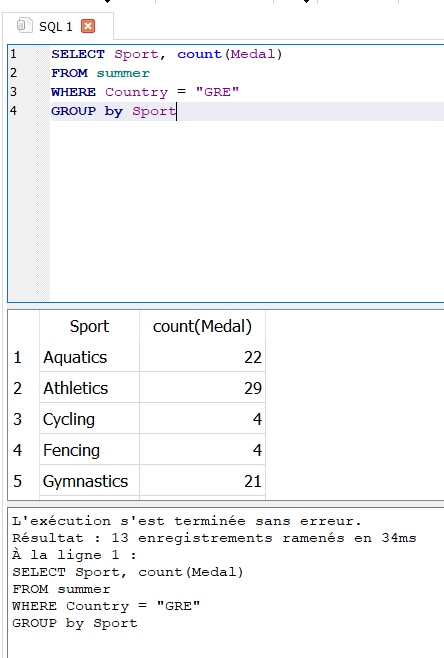 SQL 1
1 SELECT Sport, count(Medal)
2 FROM summer
3 WHERE Country = "GRE"
4 GROUP by Sport
Sport count(Medal)
1 Aquatics 22
2 Athletics 29
3 Cycling 4
4 Fencing 4
5 Gymnastics 21
L'exécution s'est terminée sans erreur.
Résultat : 13 enregistrements ramenés en 34ms
À la ligne 1 :
SELECT Sport, count(Medal)
FROM summer
WHERE Country = "GRE"
GROUP by Sport